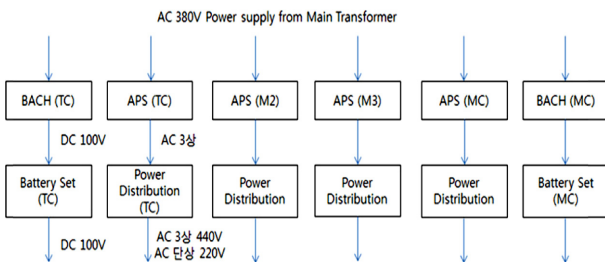 AC 380V Power supply from Main Transformer
BACH (TC)
APS (TC)
APS (M2)
APS (M3)
APS (MC)
BACH (MC)
DC 100V
AC 3상
Battery Set
(TC)
Power
Distribution
(TC)
Power
Distribution
Power
Distribution
Power
Distribution
Battery Set
(MC)
DC 100V
AC 3상 440V
AC 단상 220V